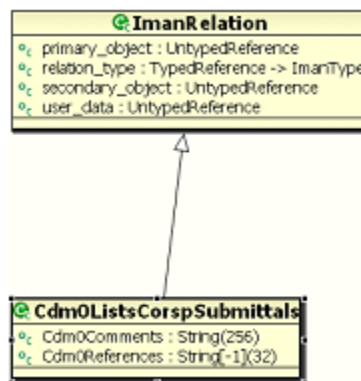 ImanRelation
primary_object : UntypedReference
relation_type : TypedReference -> ImanType
secondary_object : UntypedReference
user_data : UntypedReference
Cdm0ListsCorspSubmittals
Cdm0Comments : String(256)
Cdm0References : String[-1](32)